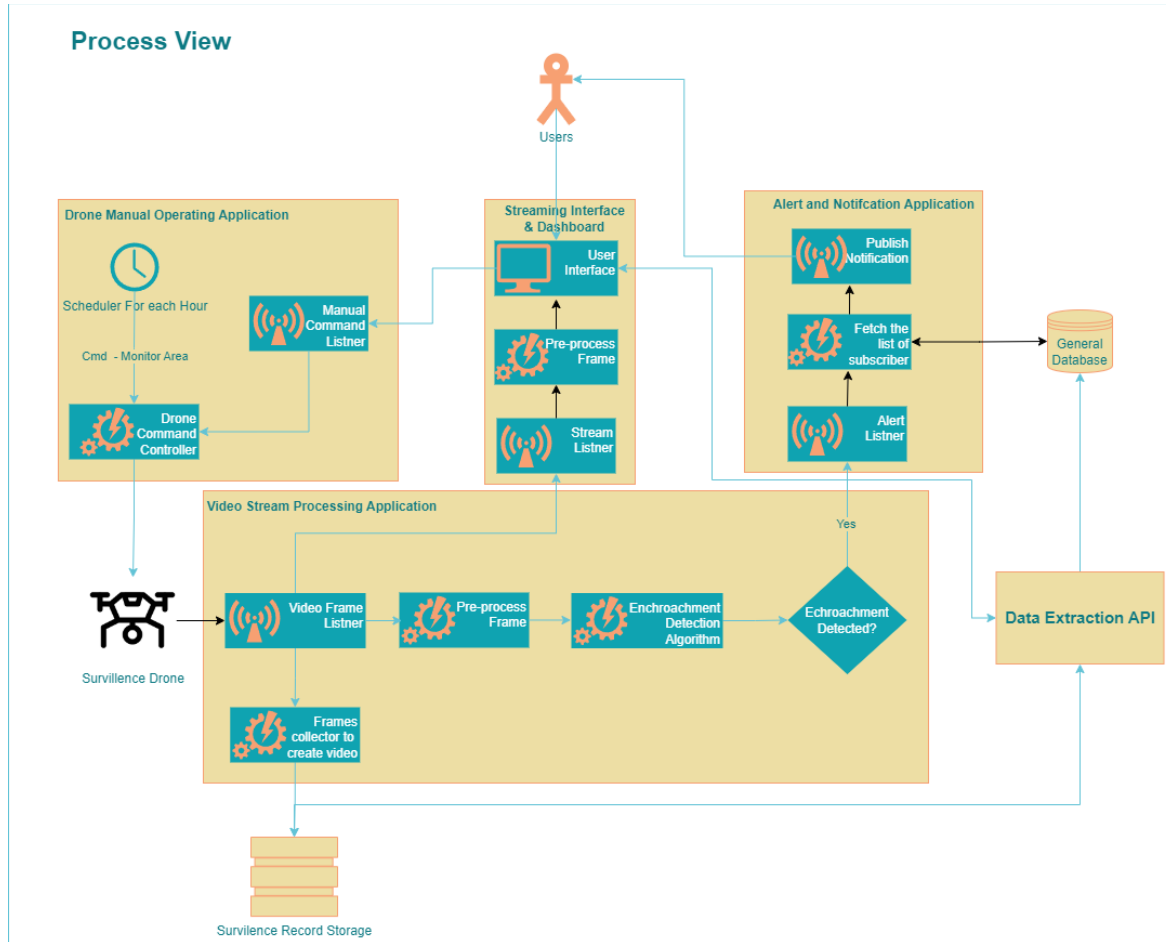 Process View
Users
Drone Manual Operating Application
Scheduler For each Hour
Cmd - Monitor Area
Manual
Command
Listner
Drone
Command
Controller
Streaming Interface
& Dashboard
User
Interface
Pre-process
Frame
Stream
Listner
Alert and Notifcation Application
Publish
Notification
Fetch the
list of
subscriber
Alert
Listner
General
Database
Video Stream Processing Application
Yes
Survillence Drone
Video Frame
Listner
Pre-process
Frame
Enchroachment
Detection
Algorithm
Echroachment
Detected?
Data Extraction API
Frames
collector to
create video
Survilence Record Storage